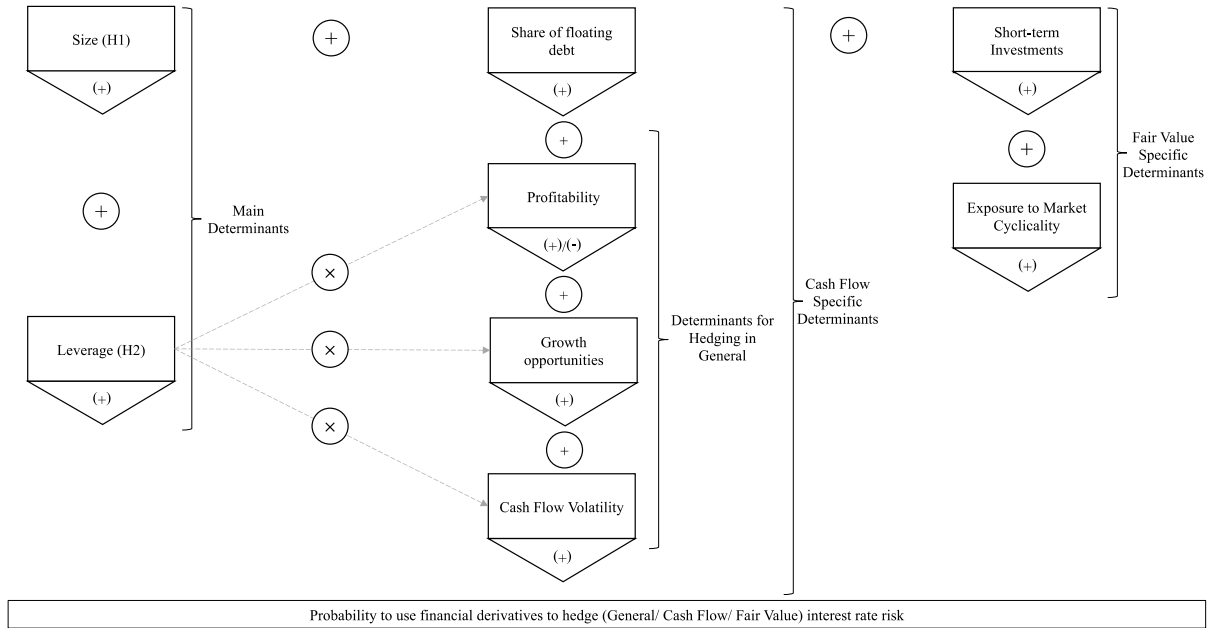 Size (H1)
(+)
+
Leverage (H2)
(+)
Main
Determinants
+
×
×
×
Share of floating
debt
(+)
+
Profitability
(+)/(-)
+
Growth
opportunities
(+)
+
Cash Flow Volatility
(+)
Determinants for
Hedging in
General
Cash Flow
Specific
Determinants
+
Short-term
Investments
(+)
+
Exposure to Market
Cyclicality
(+)
Fair Value
Specific
Determinants
Probability to use financial derivatives to hedge (General/ Cash Flow/ Fair Value) interest rate risk